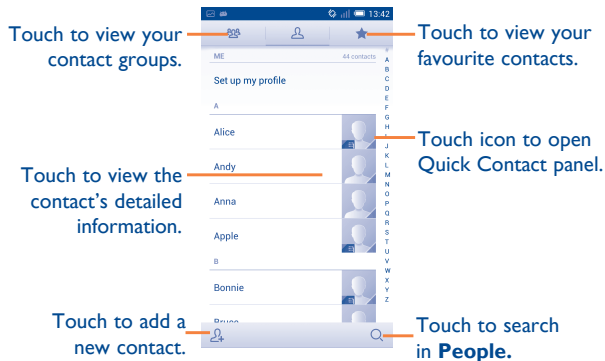 13:42
Touch to view your
contact groups.
Touch to view your
favourite contacts.
ME 44 contacts
Set up my profile
A
Alice
Andy
Anna
Apple
B
Bonnie
Bruce
A
B
C
D
E
F
G
H
I
J
K
L
M
N
O
P
Q
R
S
T
U
V
W
X
Y
Z
Touch icon to open
Quick Contact panel.
Touch to view the
contact's detailed
information.
Touch to add a
new contact.
Touch to search
in People.